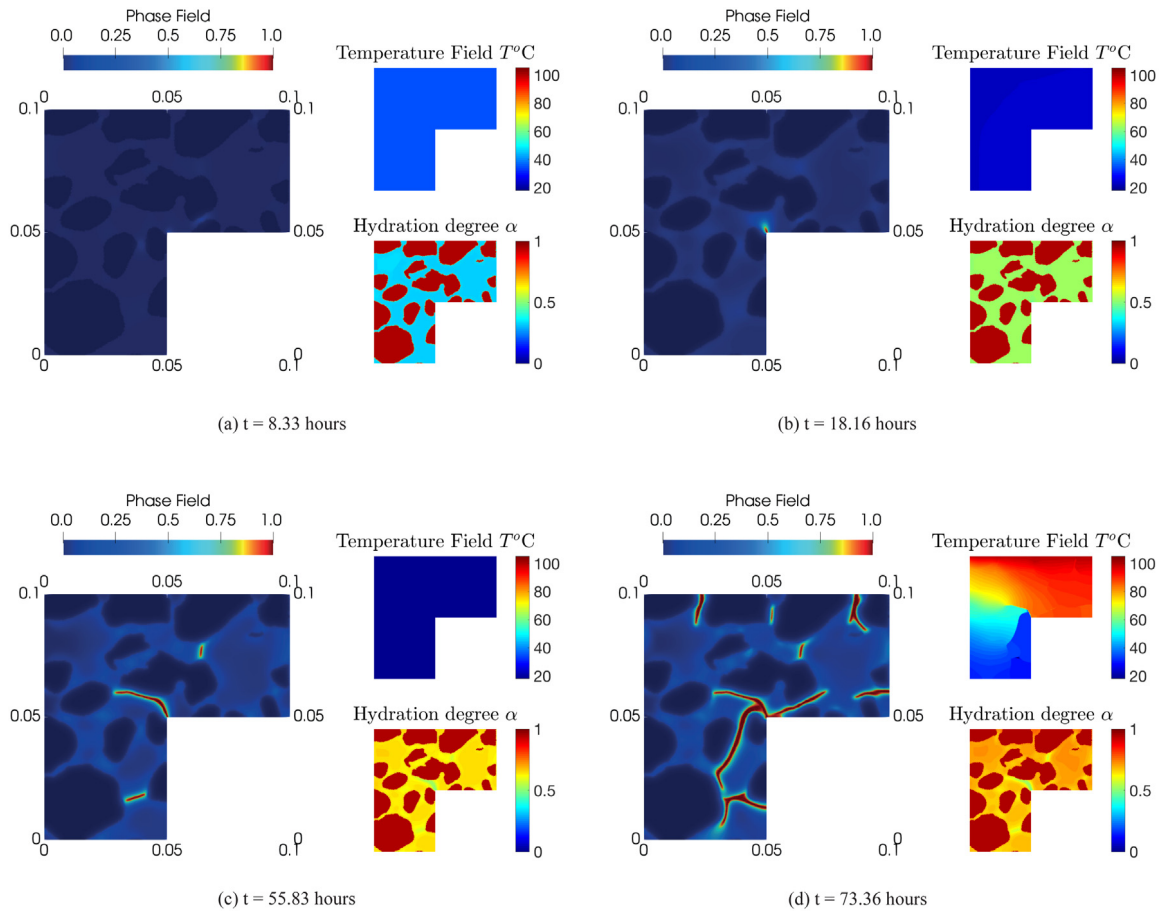 Phase Field
0.0 0.25 0.5 0.75 1.0
Temperature Field T°C
0 0.05 0.1
0.1 0.1
100
80
60
40
20
0.05 0.05
Hydration degree α
1
0.5
0
0 0
0 0.05 0.1
(a) t = 8.33 hours
Phase Field
0.0 0.25 0.5 0.75 1.0
Temperature Field T°C
0 0.05 0.1
0.1 0.1
100
80
60
40
20
0.05 0.05
Hydration degree α
1
0.5
0
0 0
0 0.05 0.1
(b) t = 18.16 hours
Phase Field
0.0 0.25 0.5 0.75 1.0
Temperature Field T°C
0 0.05 0.1
0.1 0.1
100
80
60
40
20
0.05 0.05
Hydration degree α
1
0.5
0
0 0
0 0.05 0.1
(c) t = 55.83 hours
Phase Field
0.0 0.25 0.5 0.75 1.0
Temperature Field T°C
0 0.05 0.1
0.1 0.1
100
80
60
40
20
0.05 0.05
Hydration degree α
1
0.5
0
0 0
0 0.05 0.1
(d) t = 73.36 hours